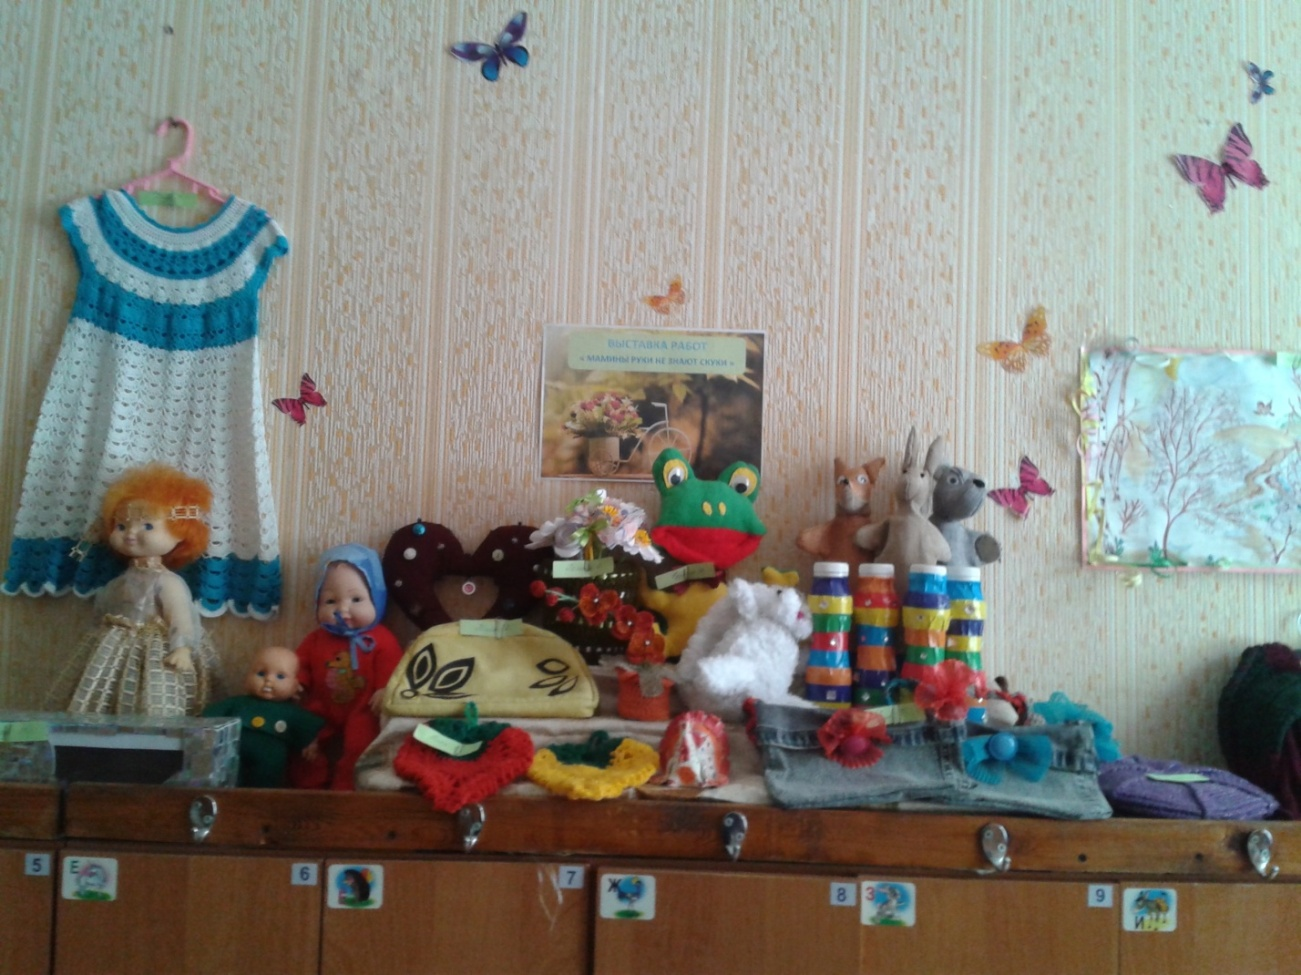 ВЫСТАВКА РАБОТ
« МАМИНЫ РУКИ НЕ ЗНАЮТ СКУКИ »
5
Е
6
7
Ж
8
З
9
И